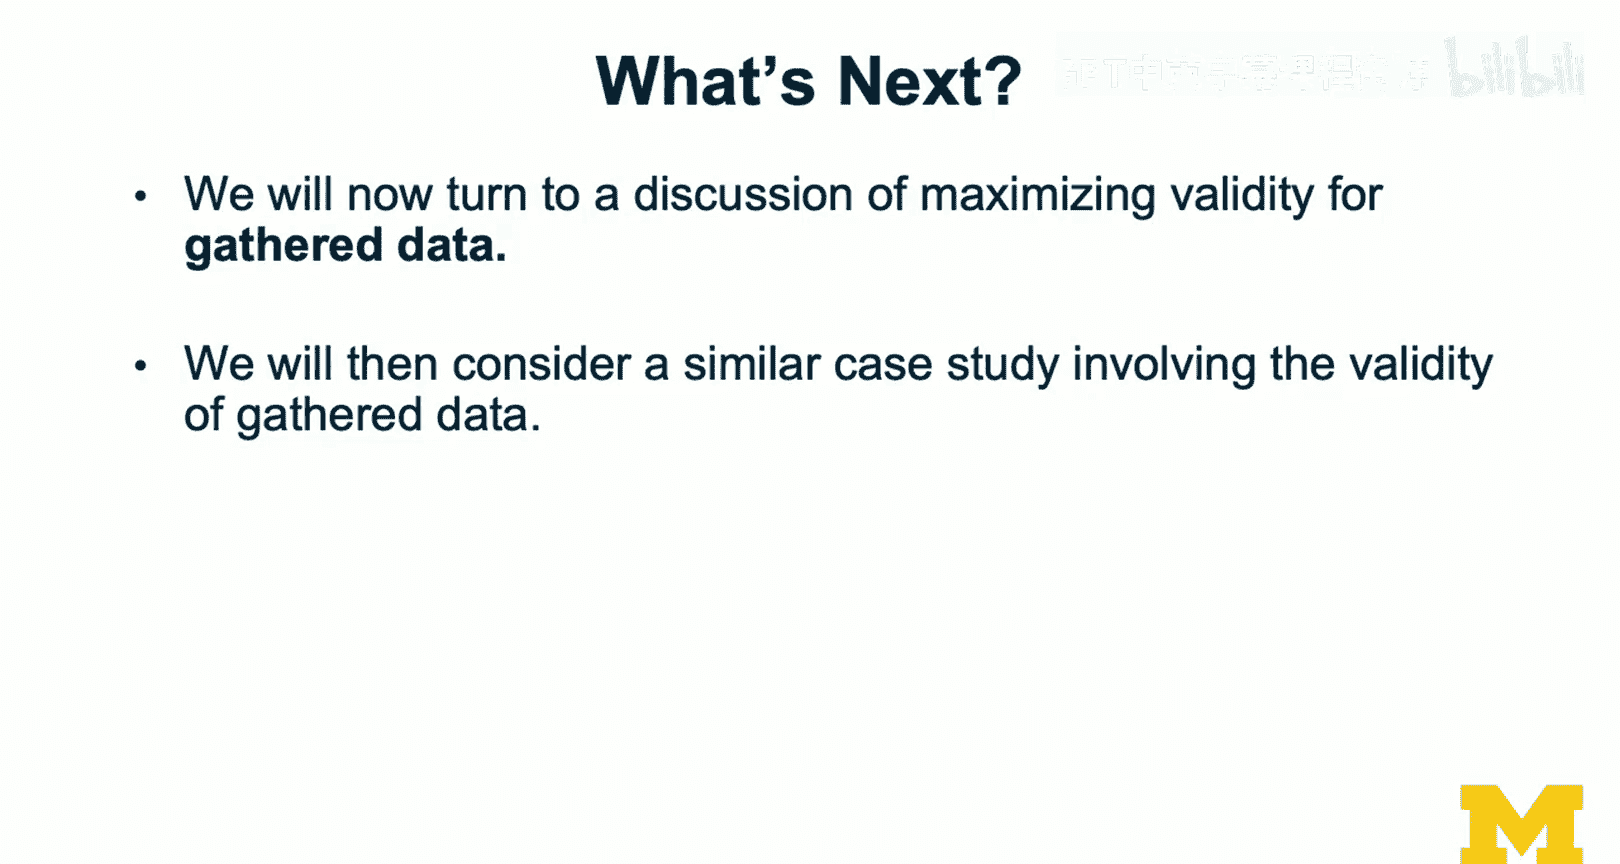 What’s Next?
bilibili
• We will now turn to a discussion of maximizing validity for
gathered data.
• We will then consider a similar case study involving the validity
of gathered data.
M